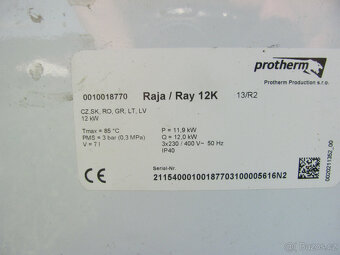 protherm
Protherm Production s.r.o.
0010018770
Raja / Ray 12K
13/R2
CZ,SK, RO, GR, LT, LV
12 kW
Tmax = 85 °C
PMS = 3 bar (0,3 MPa)
V = 7 l
P = 11,9 kW
Q = 12,0 kW
3x230 / 400 V~ 50 Hz
IP40
Serial-Nr.
21154000100187703100005616N2
0020211352_00
CE